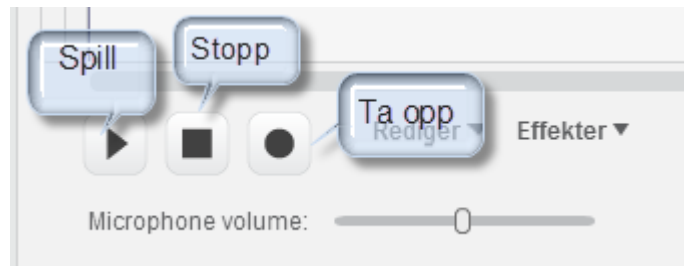 Spill
Stopp
Ta opp
Rediger ▼
Effekter ▼
Microphone volume: